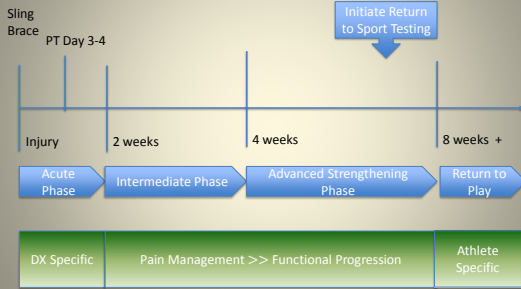 Sling
Brace
PT Day 3-4
Initiate Return
to Sport Testing
Injury
2 weeks
4 weeks
8 weeks +
Acute
Phase
Intermediate Phase
Advanced Strengthening
Phase
Return to
Play
DX Specific
Pain Management >> Functional Progression
Athlete
Specific